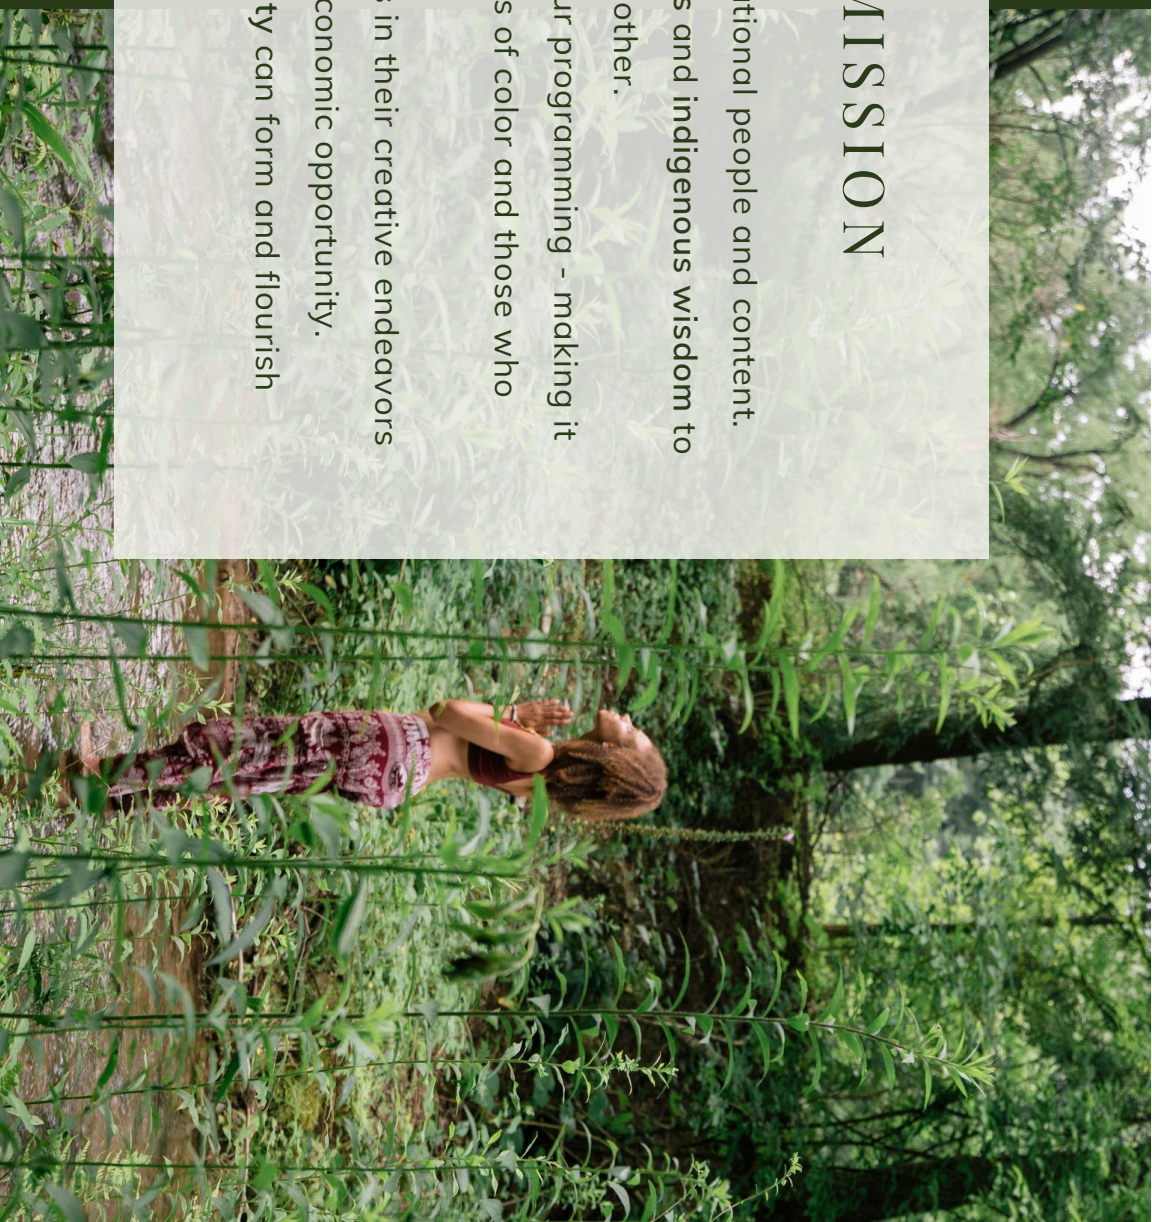 MISSION
tional people and content.
s and indigenous wisdom to
other.
ur programming - making it
s of color and those who
s in their creative endeavors
conomic opportunity.
ty can form and flourish